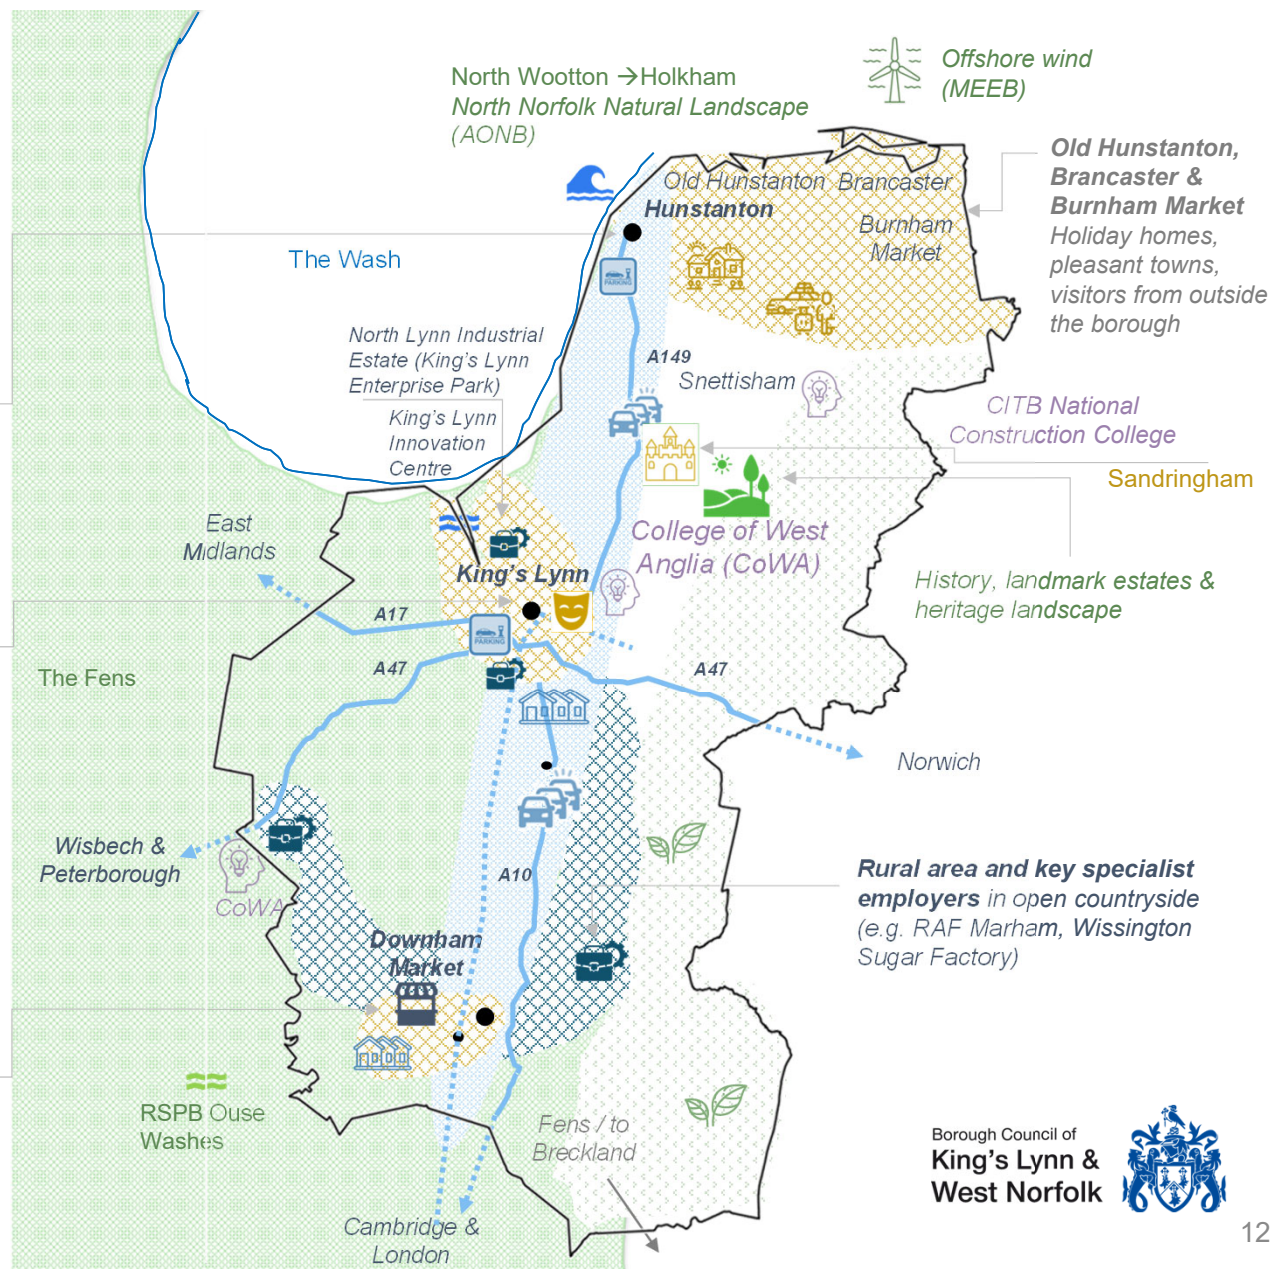 North Wootton →Holkham
North Norfolk Natural Landscape
(AONB)
Offshore wind
(MEEB)
Old Hunstanton,
Brancaster &
Burnham Market
Holiday homes,
pleasant towns,
visitors from outside
the borough
Old Hunstanton
Brancaster
Hunstanton
Burnham
Market
The Wash
PARKING
North Lynn Industrial
Estate (King's Lynn
Enterprise Park)
A149
Snettisham
King's Lynn
Innovation
Centre
CITB National
Construction College
Sandringham
East
Midlands
College of West
Anglia (CoWA)
King's Lynn
History, landmark estates &
heritage landscape
A17
PARKING
A47
A47
The Fens
Norwich
Wisbech &
Peterborough
CoWA
A10
Rural area and key specialist
employers in open countryside
(e.g. RAF Marham, Wissington
Sugar Factory)
Downham
Market
RSPB Ouse
Washes
Fens / to
Breckland
Borough Council of
King's Lynn &
West Norfolk
Cambridge &
London
12